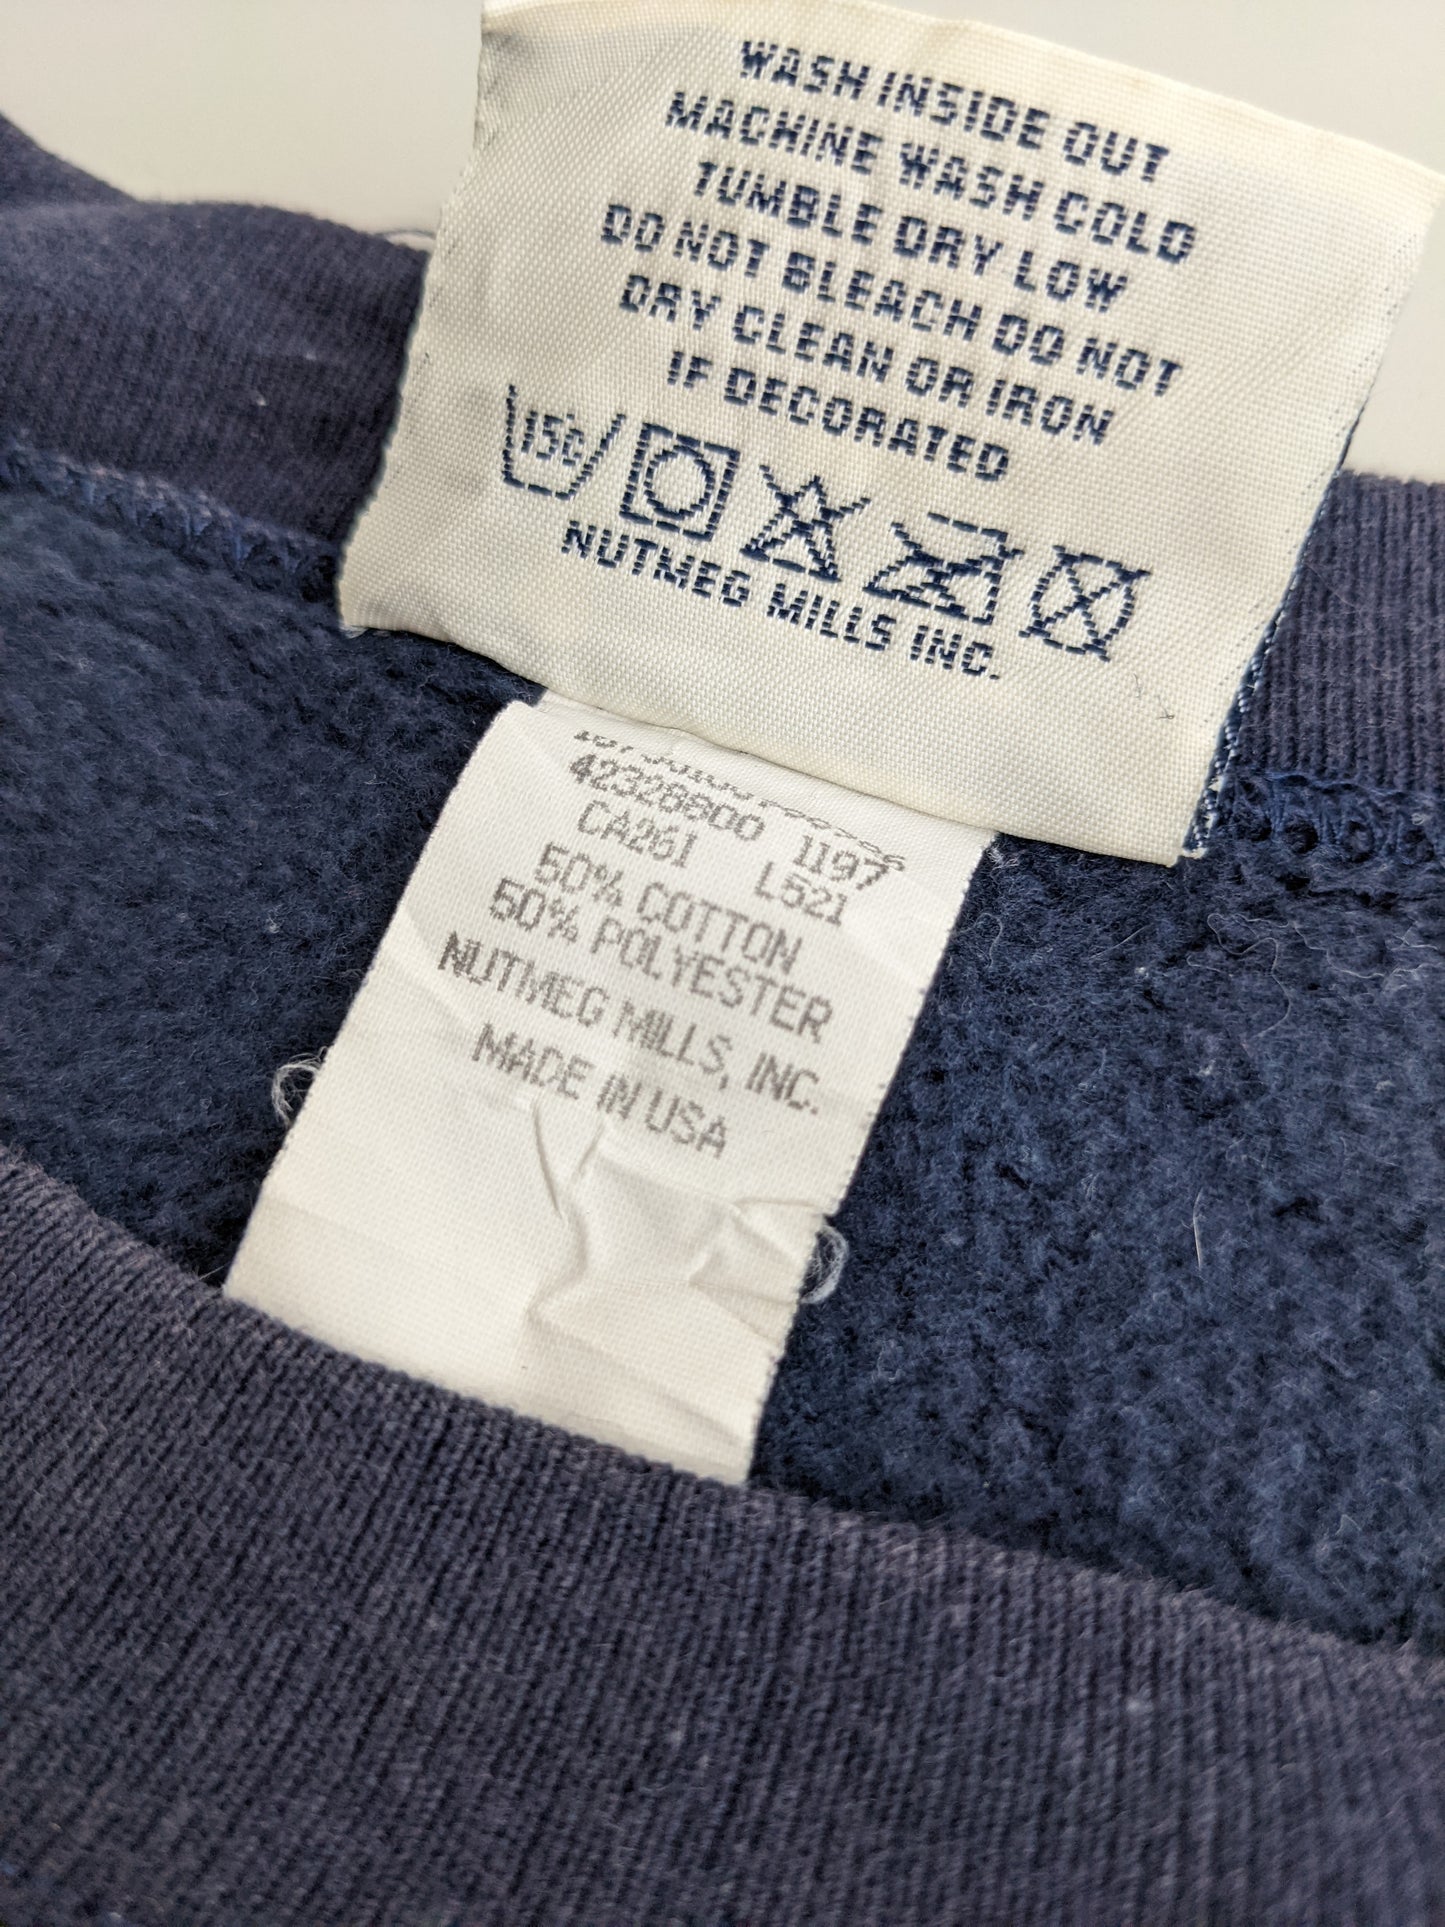 WASH INSIDE OUT
MACHINE WASH COLD
TUMBLE DRY LOW
DO NOT BLEACH DO NOT
DRY CLEAN OR IRON
IF DECORATED
15c
NUTMEG MILLS INC.
42328800 1197
CA261 L521
50% COTTON
50% POLYESTER
NUTMEG MILLS, INC.
MADE IN USA